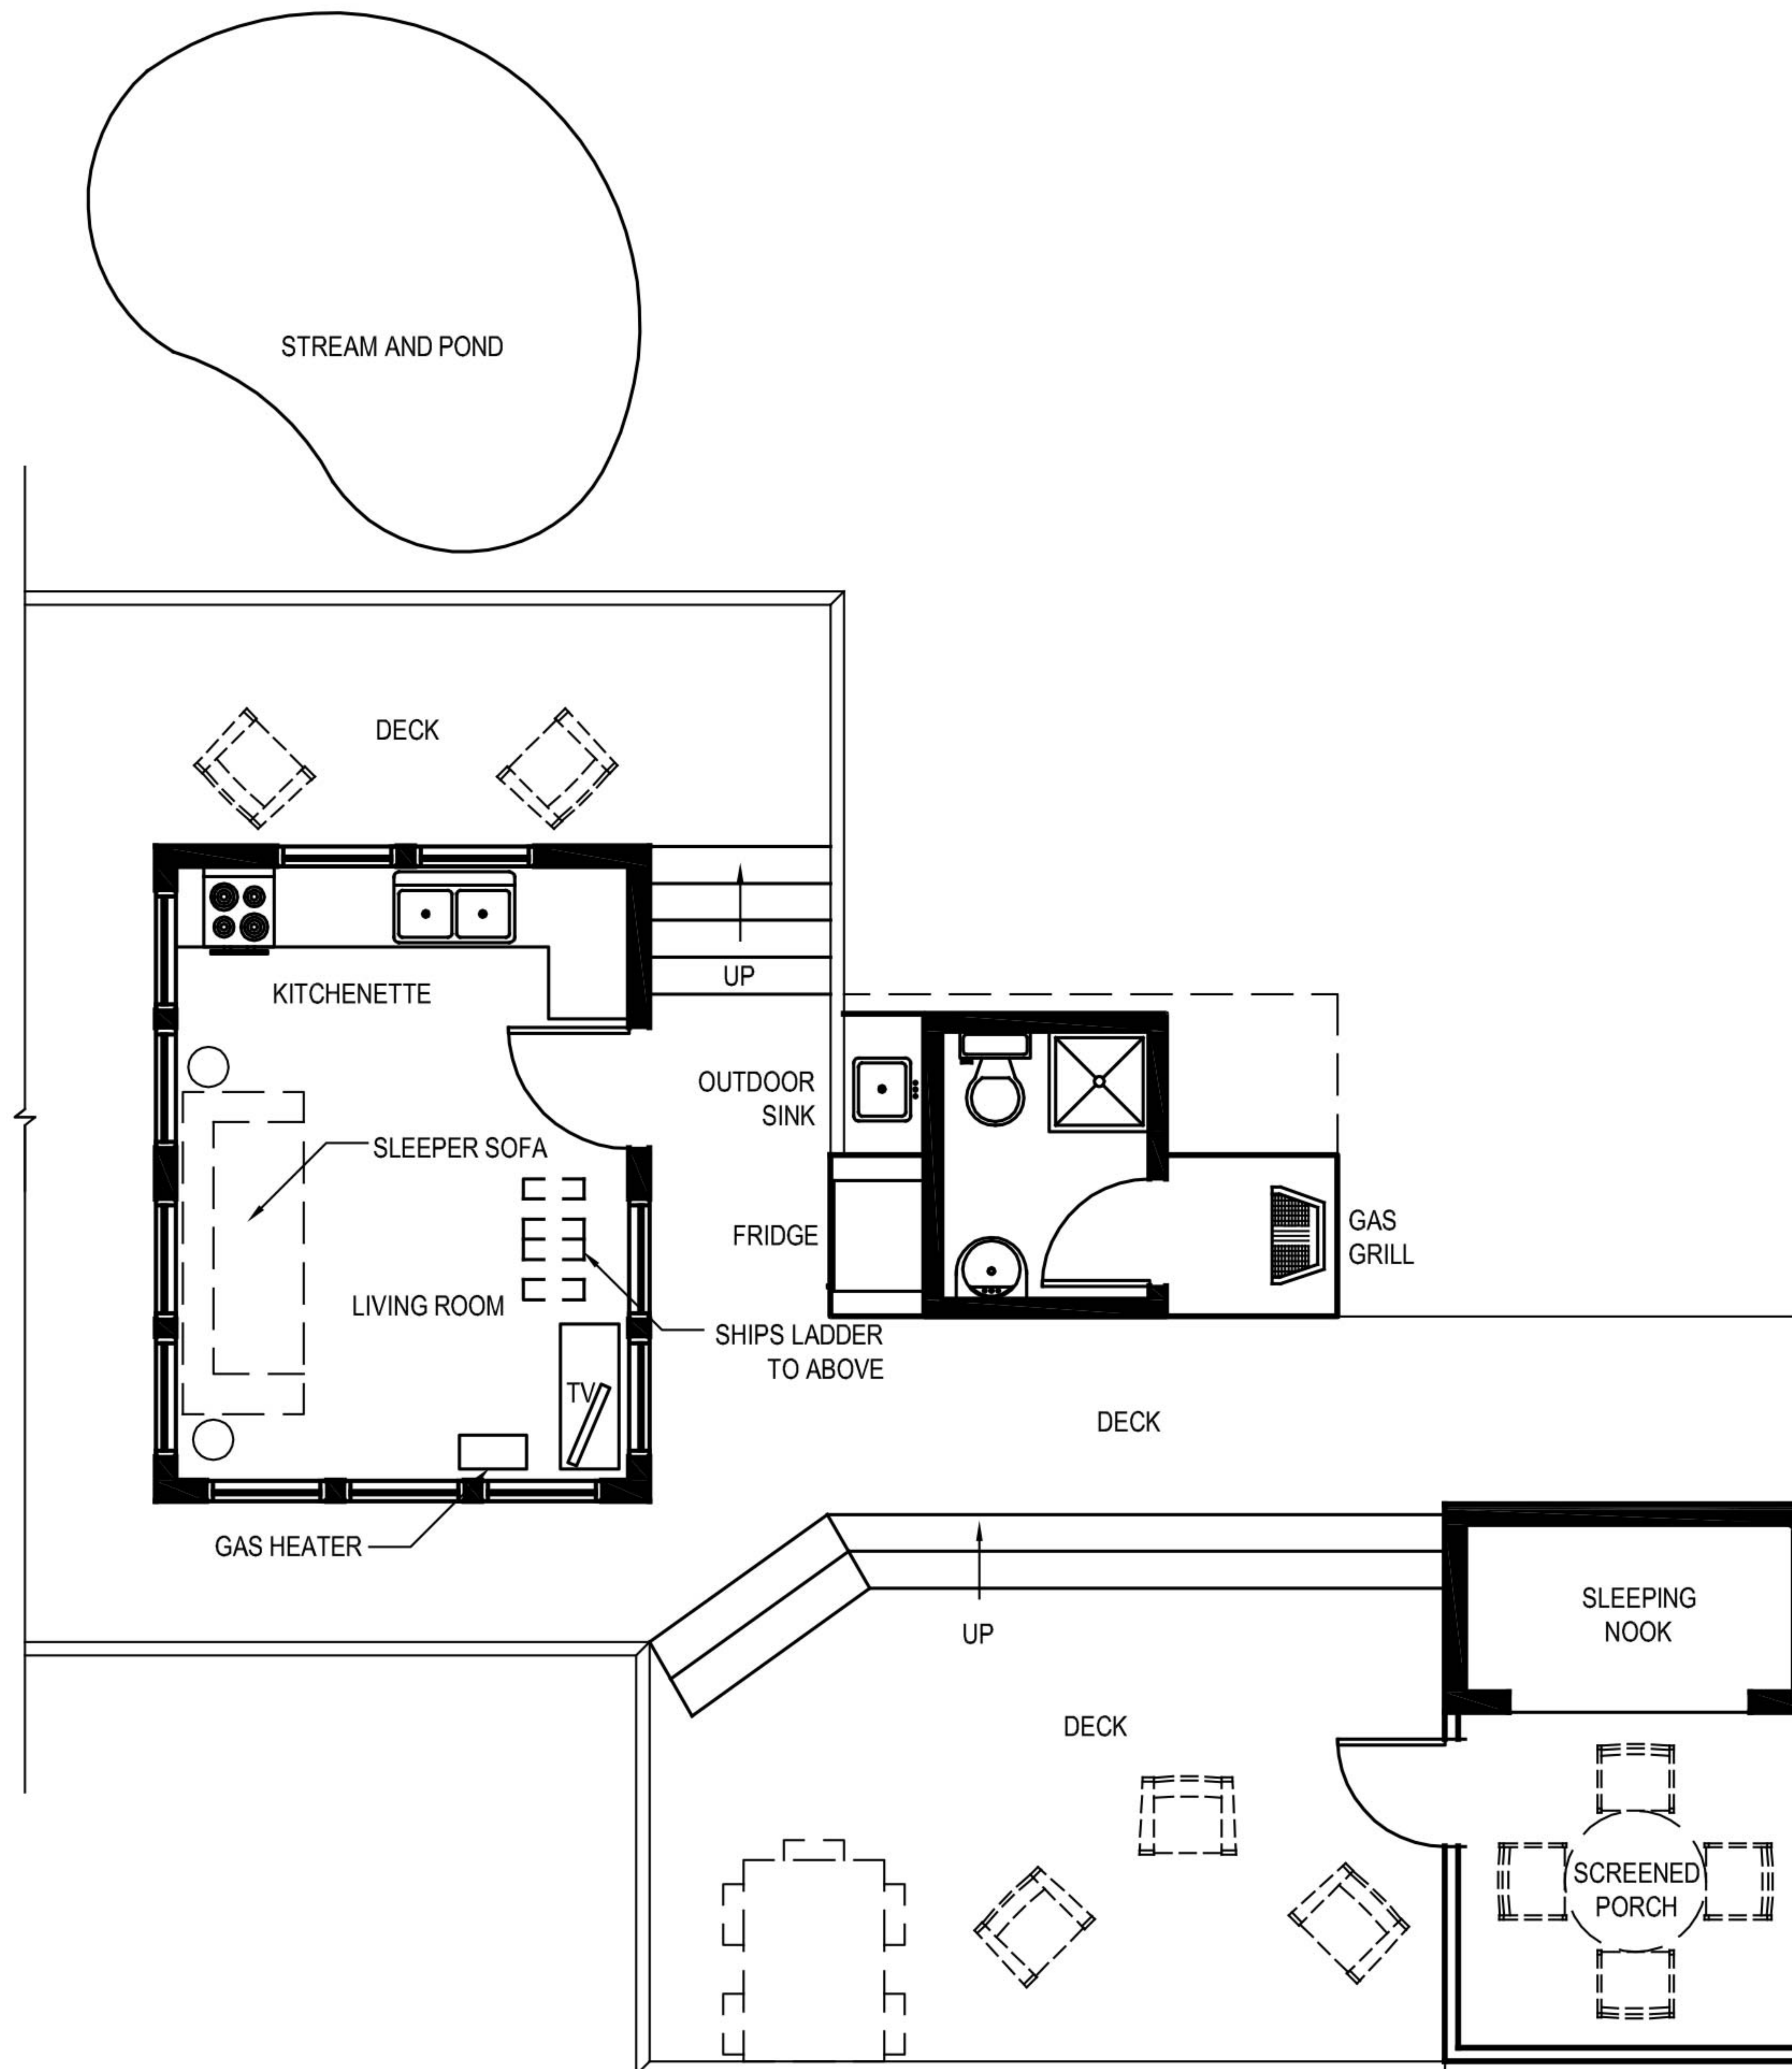 STREAM AND POND
DECK
KITCHENETTE
UP
OUTDOOR
SINK
SLEEPER SOFA
FRIDGE
GAS
GRILL
LIVING ROOM
SHIPS LADDER
TO ABOVE
TV
DECK
GAS HEATER
SLEEPING
NOOK
UP
DECK
SCREENED
PORCH